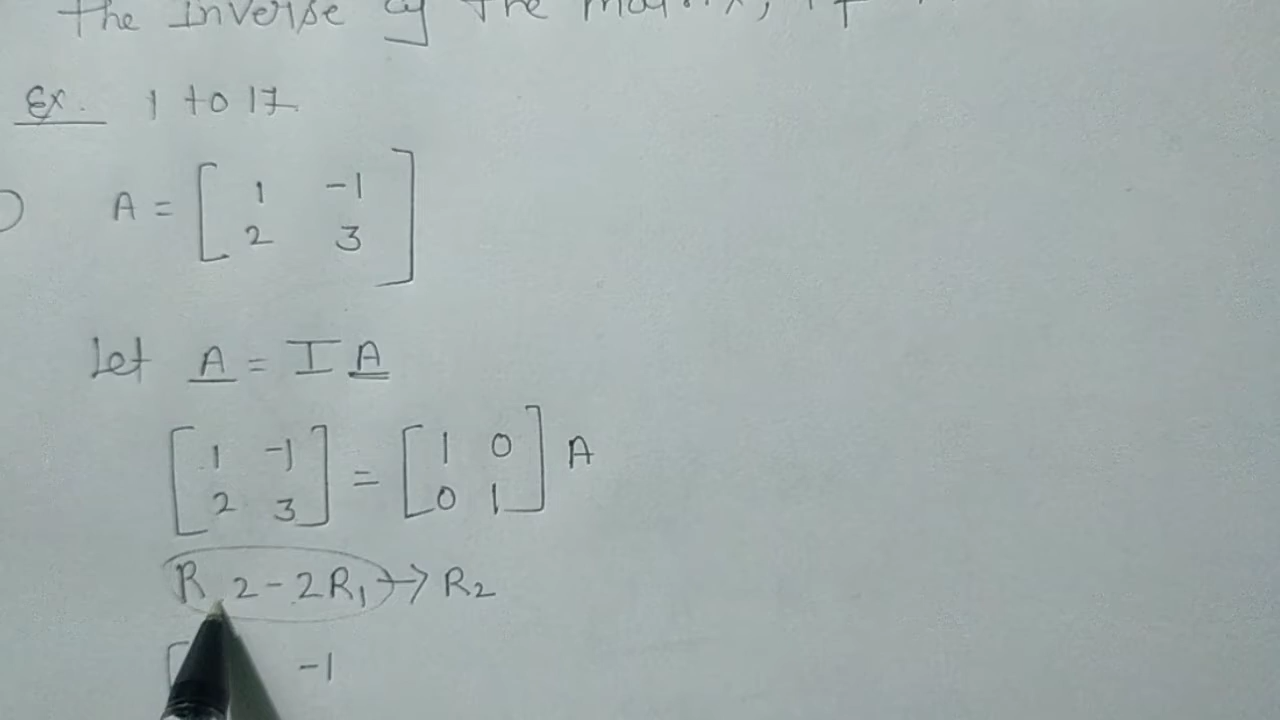 the inverse of the matrix, if
Ex. 1 to 17
A = [ 1 -1
2 3 ]
Let A = I A
[ 1 -1 ] = [ 1 0 ] A
[ 2 3 ] [ 0 1 ]
R2 - 2R1 → R2
[ -1